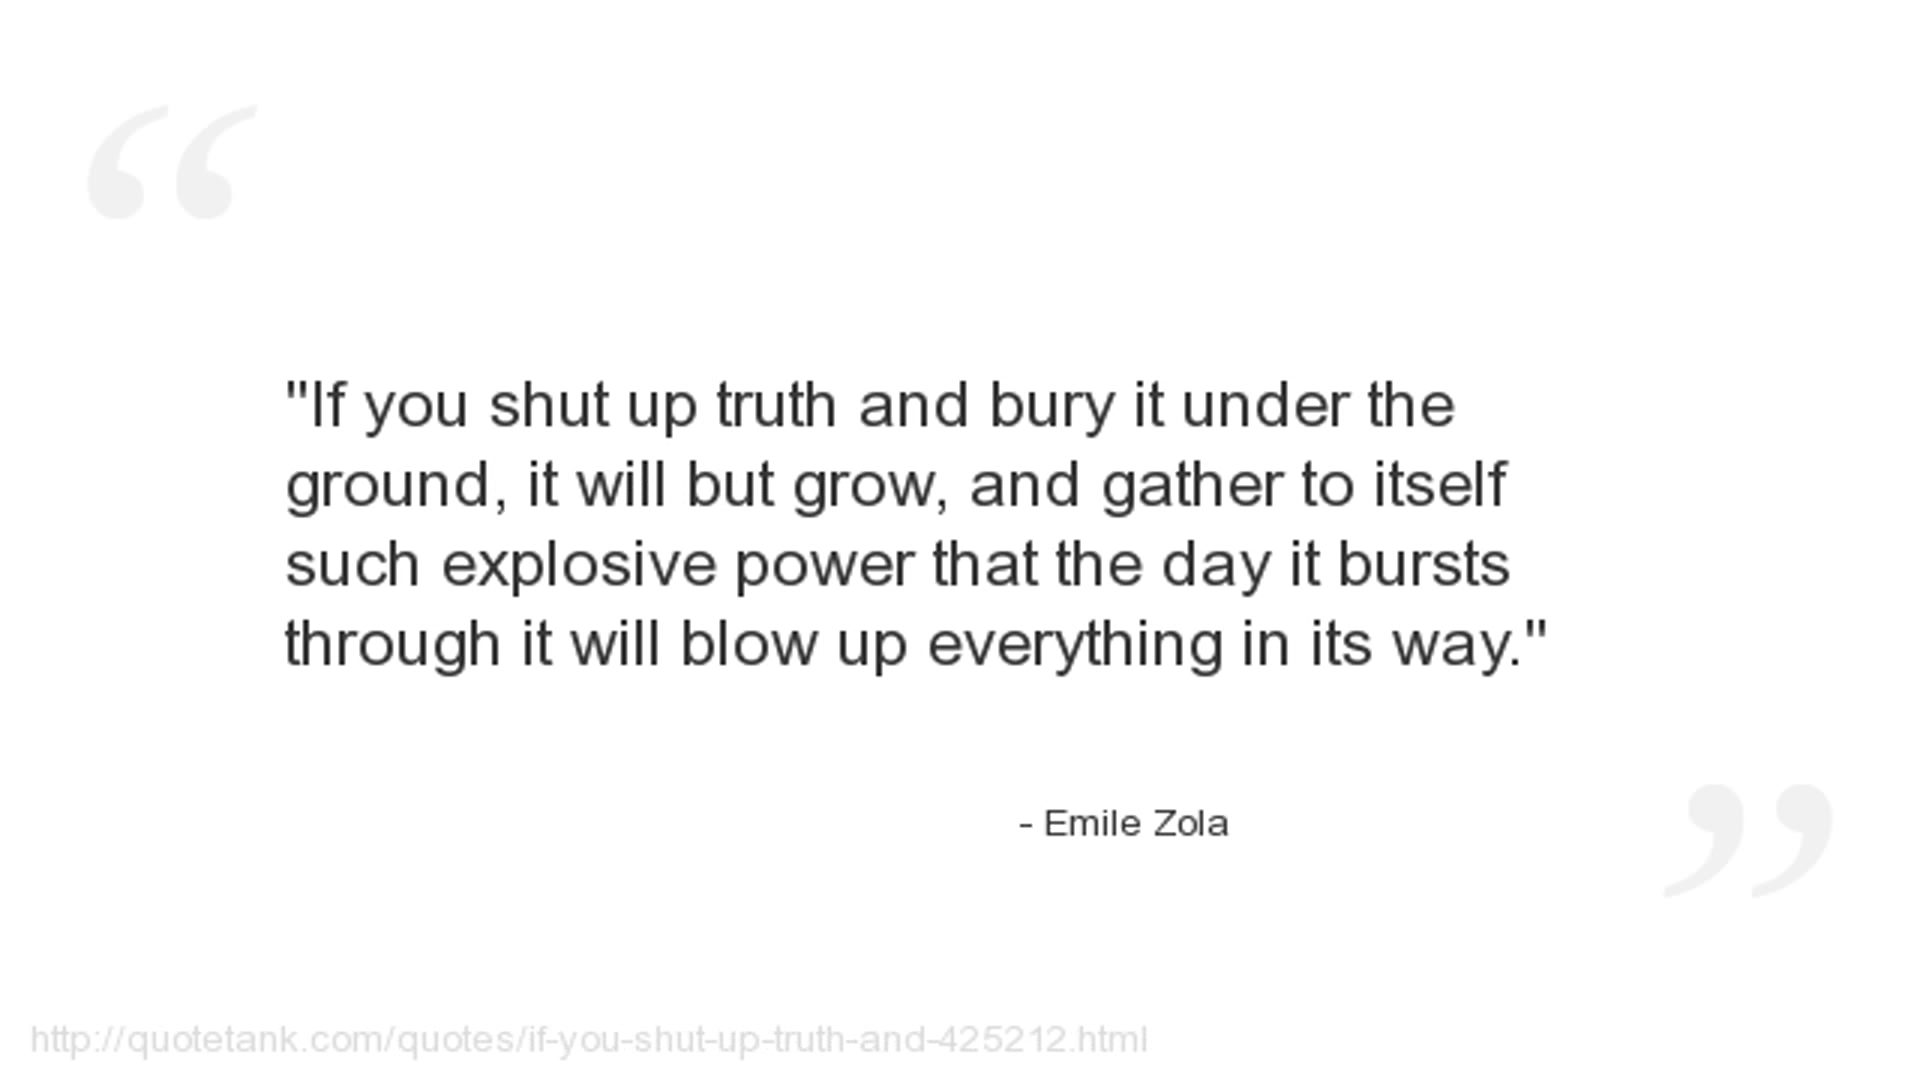 "If you shut up truth and bury it under the
ground, it will but grow, and gather to itself
such explosive power that the day it bursts
through it will blow up everything in its way."
- Emile Zola
http://quotetank.com/quotes/if-you-shut-up-truth-and-425212.html